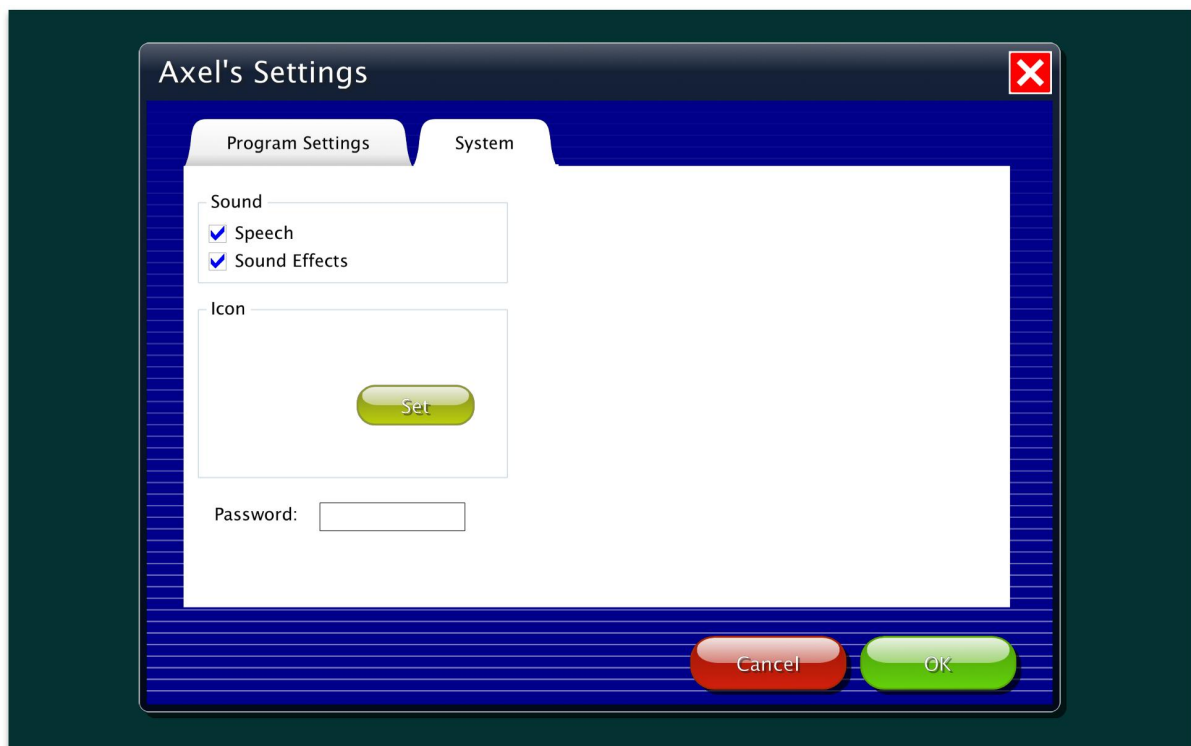 Axel's Settings
Program Settings
System
Sound
Speech
Sound Effects
Icon
Set
Password:
Cancel
OK